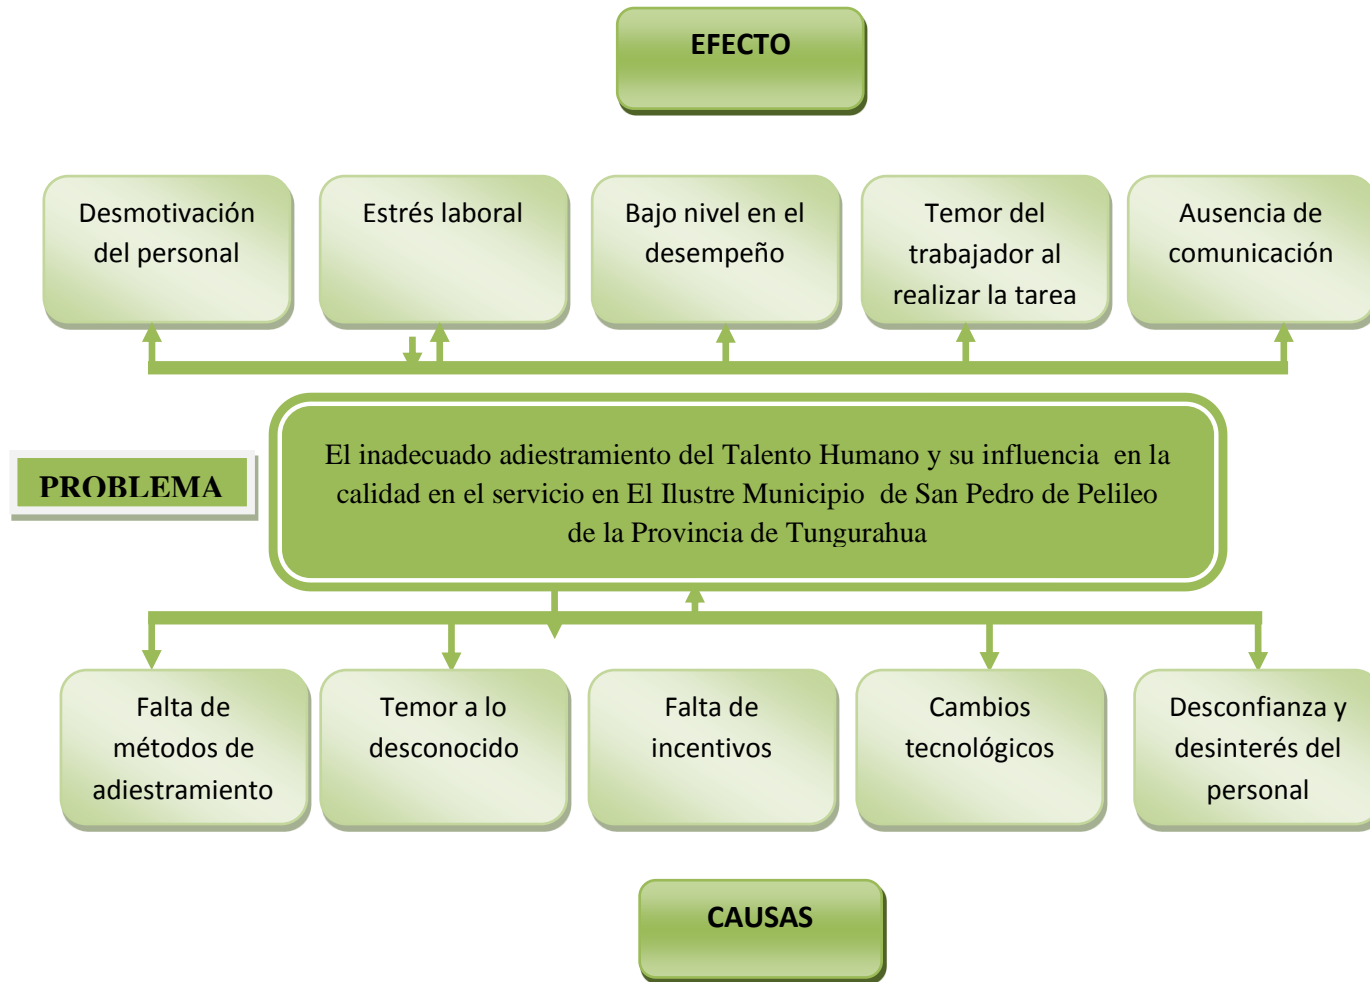 EFECTO
Desmotivación
del personal
Estrés laboral
Bajo nivel en el
desempeño
Temor del
trabajador al
realizar la tarea
Ausencia de
comunicación
PROBLEMA
El inadecuado adiestramiento del Talento Humano y su influencia  en la
calidad en el servicio en El Ilustre Municipio  de San Pedro de Pelileo
de la Provincia de Tungurahua
Falta de
métodos de
adiestramiento
Temor a lo
desconocido
Falta de
incentivos
Cambios
tecnológicos
Desconfianza y
desinterés del
personal
CAUSAS